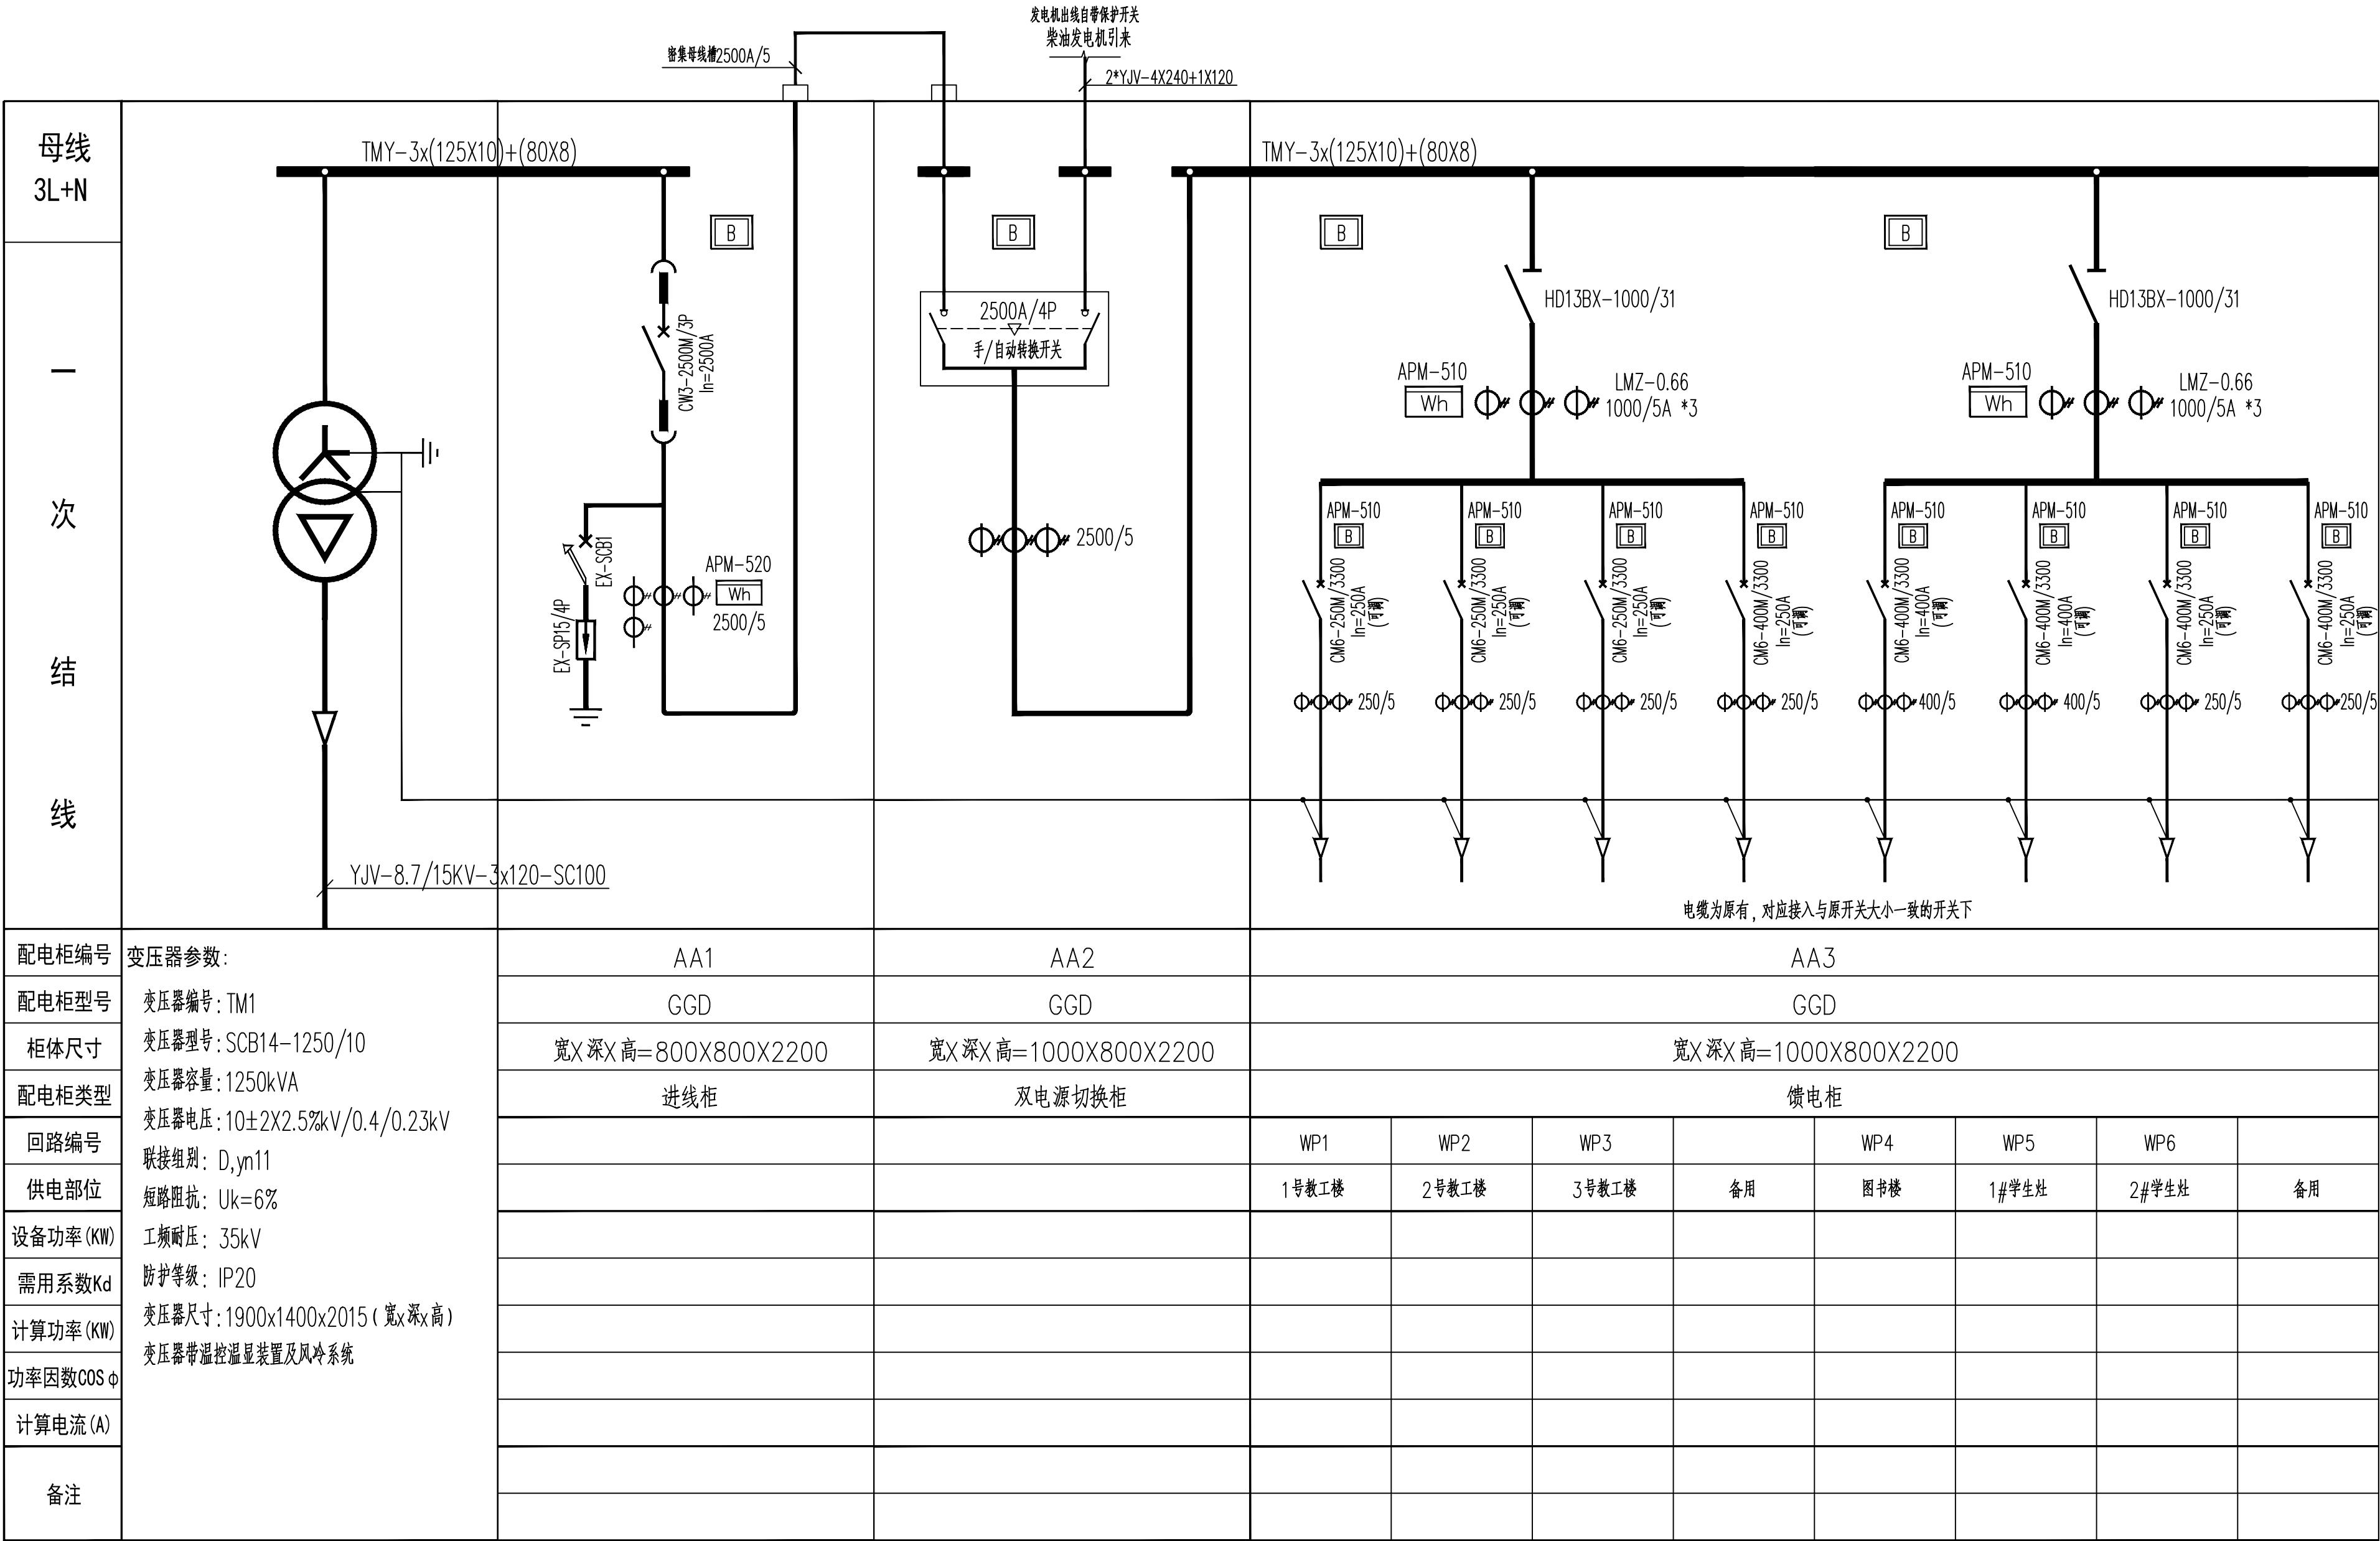 发电机出线自带保护开关
柴油发电机引来
密集母线槽2500A/5
2*YJV-4X240+1X120
母线
3L+N
TMY-3x(125X10)+(80X8)
TMY-3x(125X10)+(80X8)
B
B
B
B
CW3-2500M/3P
In=2500A
2500A/4P
手/自动转换开关
HD13BX-1000/31
HD13BX-1000/31
APM-510
Wh
LMZ-0.66
1000/5A *3
APM-510
Wh
LMZ-0.66
1000/5A *3
一
次
结
线
EX-SCB1
EX-SP15/4P
APM-520
Wh
2500/5
2500/5
APM-510
B
CM6-250M/3300
In=250A
(可调)
250/5
APM-510
B
CM6-250M/3300
In=250A
(可调)
250/5
APM-510
B
CM6-250M/3300
In=250A
(可调)
250/5
APM-510
B
CM6-400M/3300
In=250A
(可调)
250/5
APM-510
B
CM6-400M/3300
In=400A
(可调)
400/5
APM-510
B
CM6-400M/3300
In=400A
(可调)
400/5
APM-510
B
CM6-400M/3300
In=250A
(可调)
250/5
APM-510
B
CM6-400M/3300
In=250A
(可调)
250/5
YJV-8.7/15KV-3x120-SC100
电缆为原有,对应接入与原开关大小一致的开关下
配电柜编号 AA1 AA2 AA3
配电柜型号 GGD GGD GGD
柜体尺寸 宽X深X高=800X800X2200 宽X深X高=1000X800X2200 宽X深X高=1000X800X2200
配电柜类型 进线柜 双电源切换柜 馈电柜
回路编号 WP1 WP2 WP3 WP4 WP5 WP6
供电部位 1号教工楼 2号教工楼 3号教工楼 备用 图书楼 1#学生灶 2#学生灶 备用
设备功率(KW)
需用系数Kd
计算功率(KW)
功率因数COSφ
计算电流(A)
备注
变压器参数:
变压器编号:TM1
变压器型号:SCB14-1250/10
变压器容量:1250kVA
变压器电压:10±2X2.5%kV/0.4/0.23kV
联接组别: D,yn11
短路阻抗: Uk=6%
工频耐压: 35kV
防护等级: IP20
变压器尺寸:1900x1400x2015(宽x深x高)
变压器带温控温显装置及风冷系统